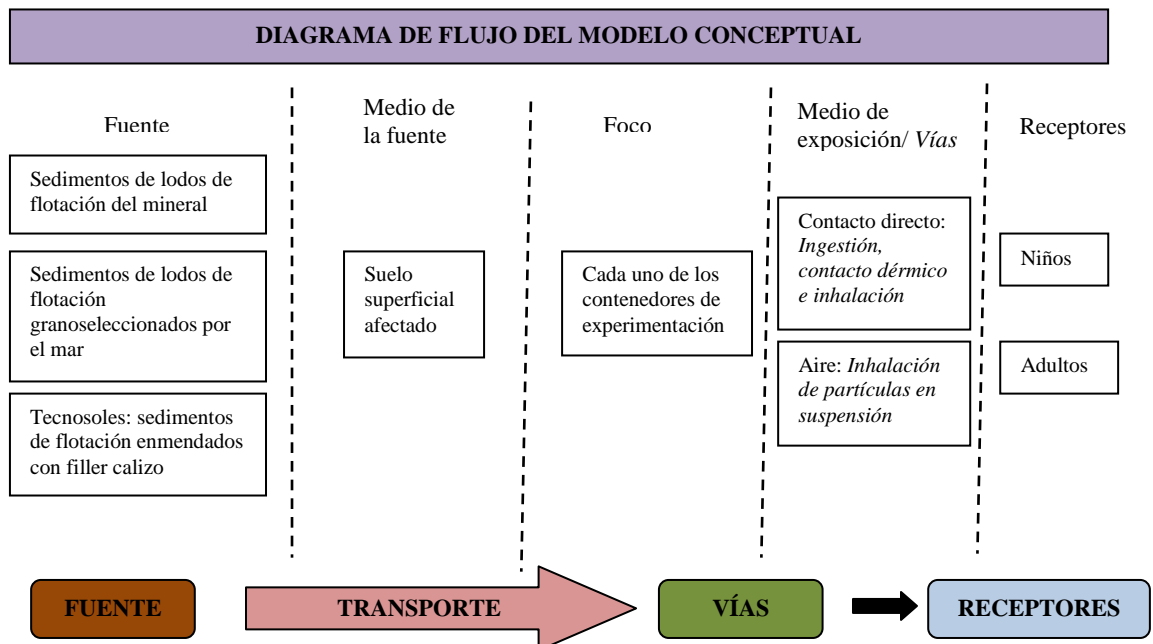 DIAGRAMA DE FLUJO DEL MODELO CONCEPTUAL
Fuente
Medio de
la fuente
Foco
Medio de
exposición/ Vías
Receptores
Sedimentos de lodos de
flotación del mineral
Sedimentos de lodos de
flotación
granoseleccionados por
el mar
Tecnosoles: sedimentos
de flotación enmendados
con filler calizo
Suelo
superficial
afectado
Cada uno de los
contenedores de
experimentación
Contacto directo:
Ingestión,
contacto dérmico
e inhalación
Aire: Inhalación
de partículas en
suspensión
Niños
Adultos
FUENTE
TRANSPORTE
VÍAS
RECEPTORES